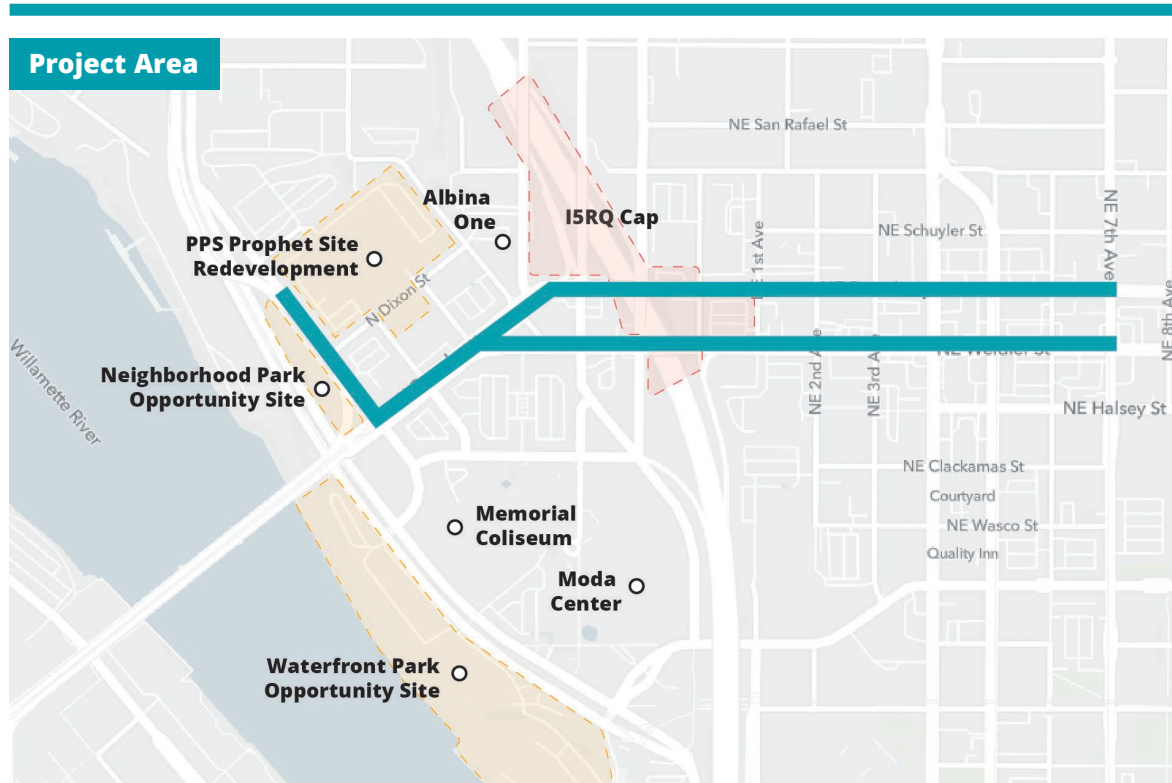 Project Area
NE San Rafael St
Albina
One
I5RQ Cap
NE 7th Ave
PPS Prophet Site
Redevelopment
NE Schuyler St
1st Ave
N Dixon St
NE 8th Ave
Willamette River
Neighborhood Park
Opportunity Site
NE 2nd Ave
NE 3rd Ave
NE Weidler St
NE Halsey St
NE Clackamas St
Courtyard
Memorial
Coliseum
NE Wasco St
Quality Inn
Moda
Center
Waterfront Park
Opportunity Site